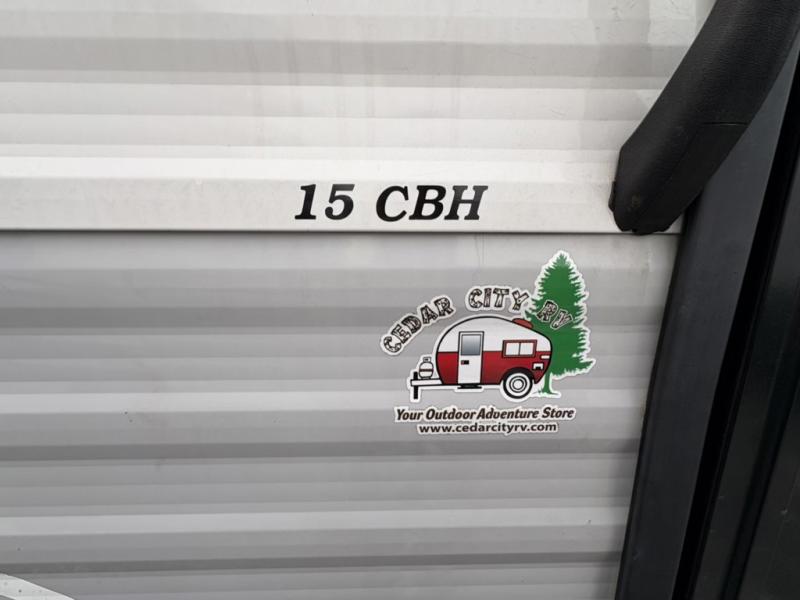 15 CBH
CEDAR CITY RV
Your Outdoor Adventure Store
www.cedarcityrv.com